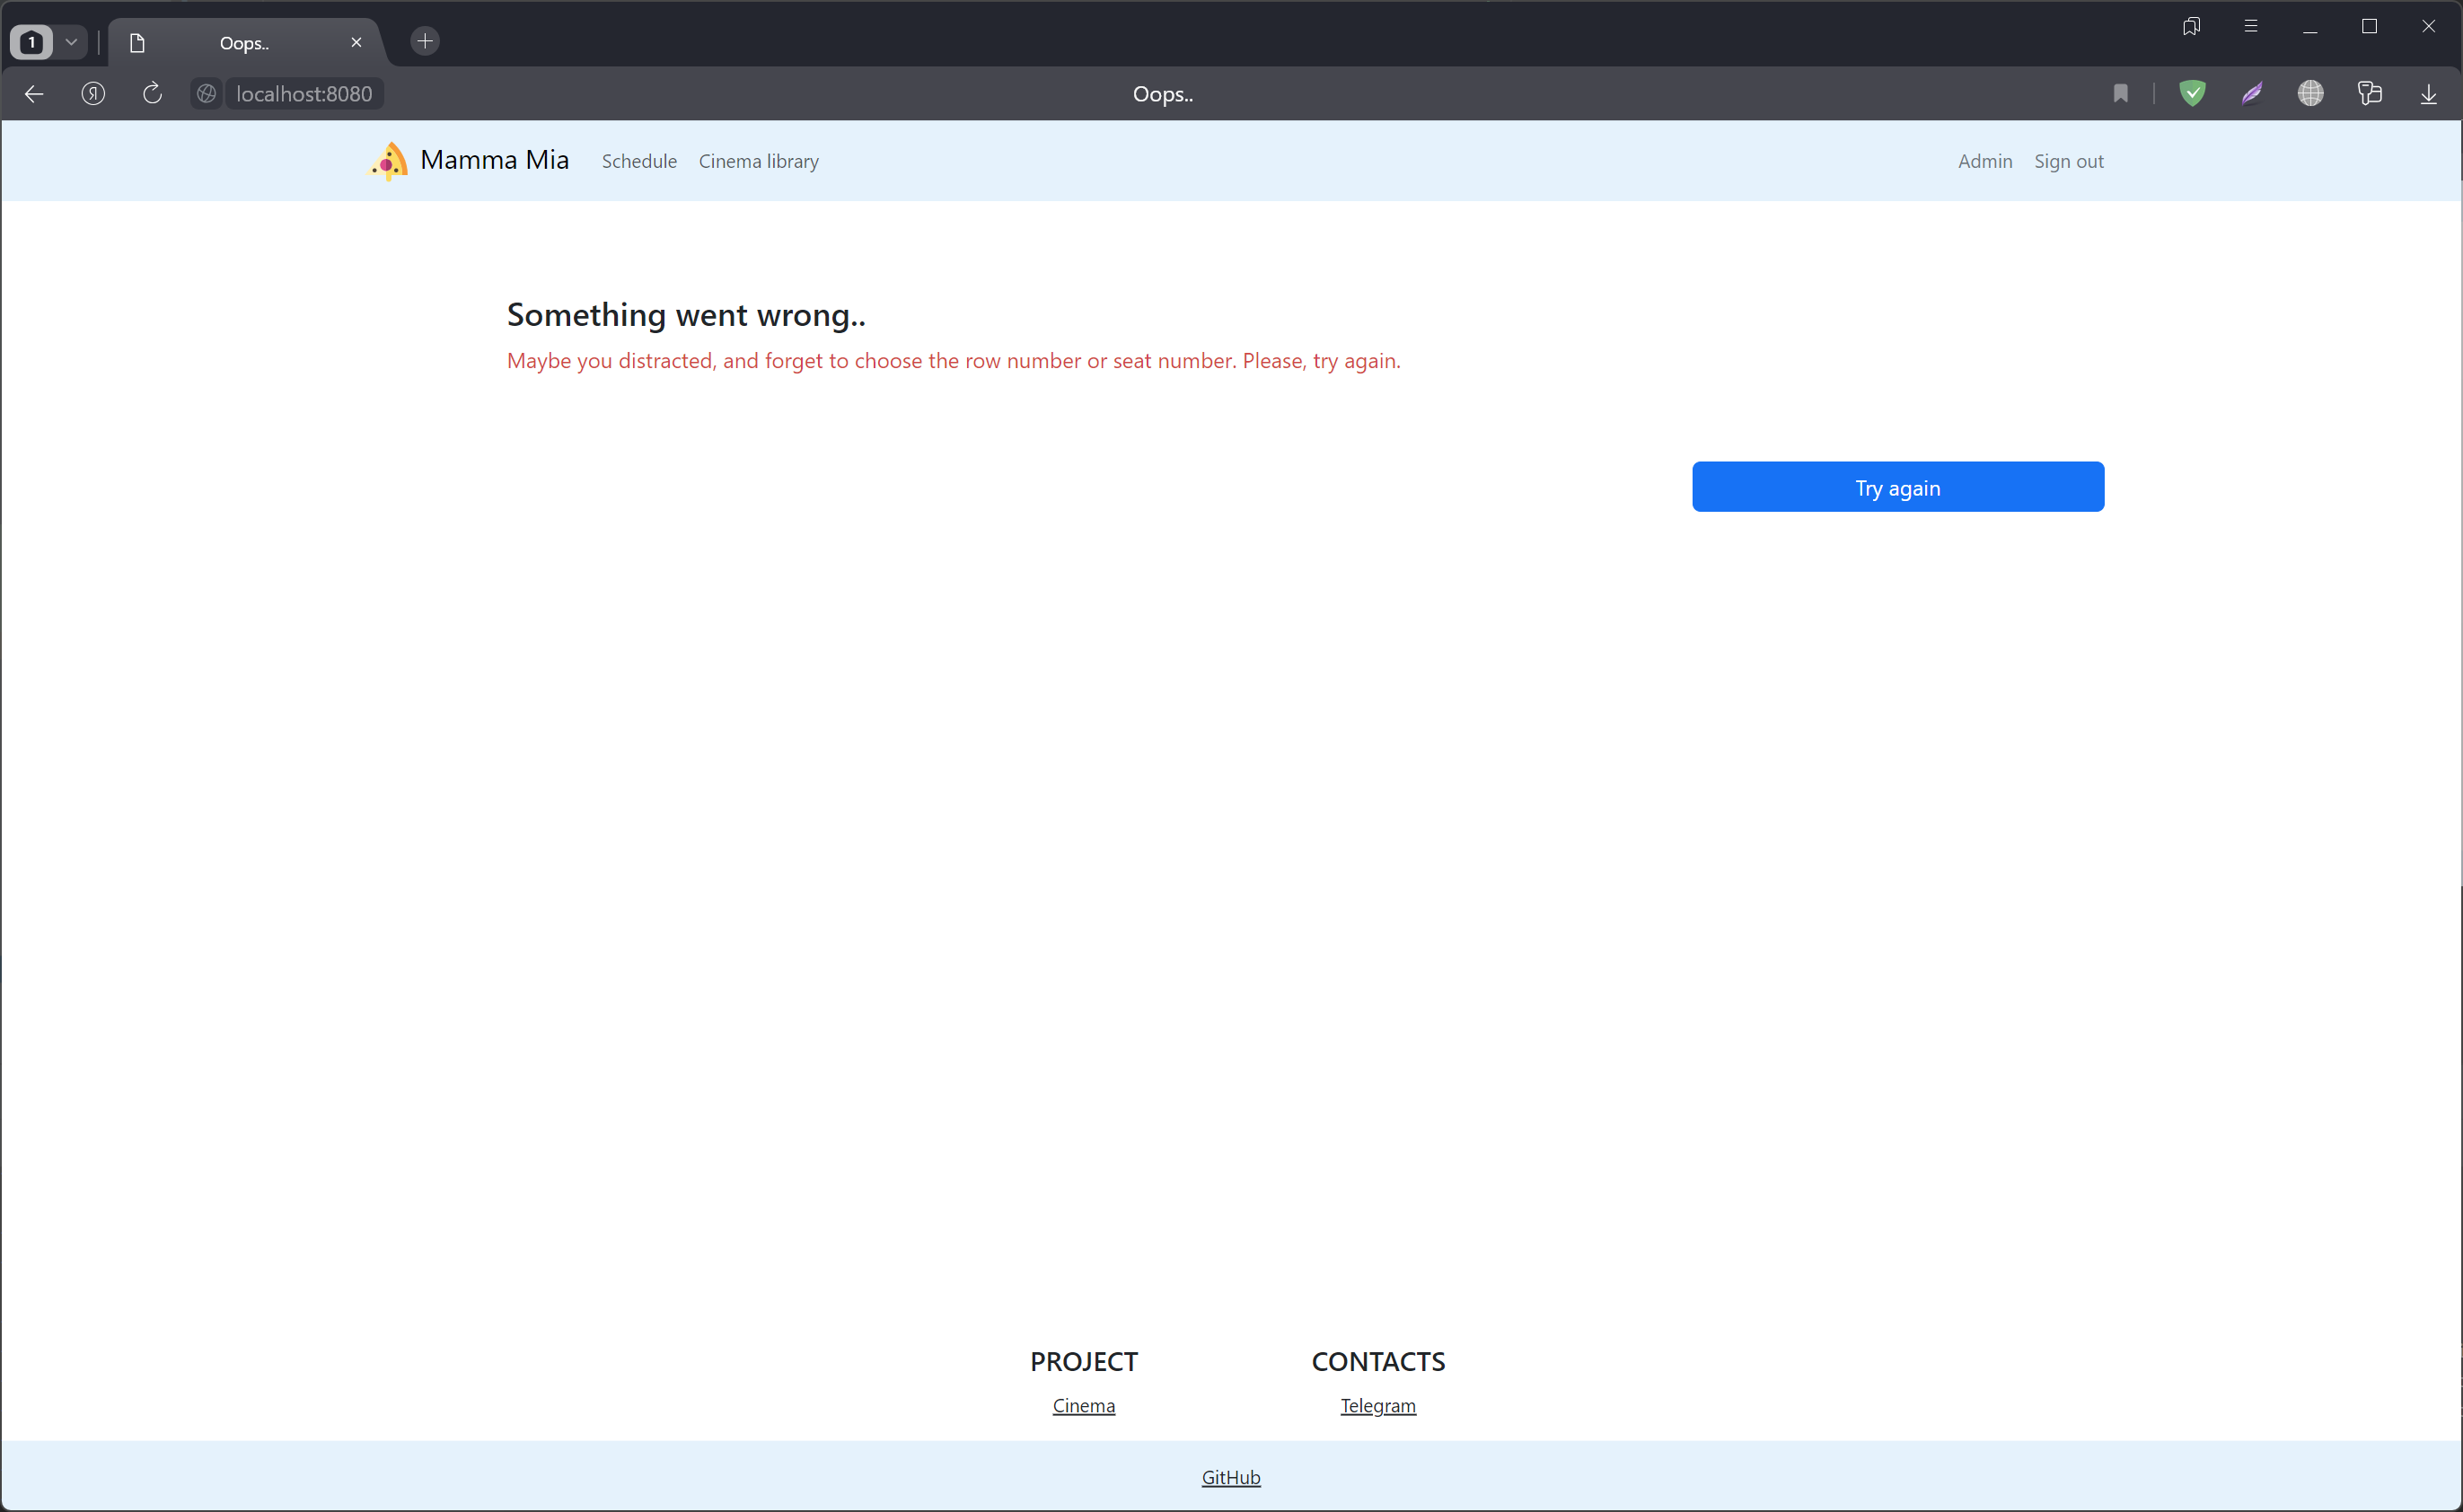 1
Oops..
Я
localhost:8080
Oops..
Mamma Mia
Schedule
Cinema library
Admin
Sign out
Something went wrong..
Maybe you distracted, and forget to choose the row number or seat number. Please, try again.
Try again
PROJECT
CONTACTS
Cinema
Telegram
GitHub